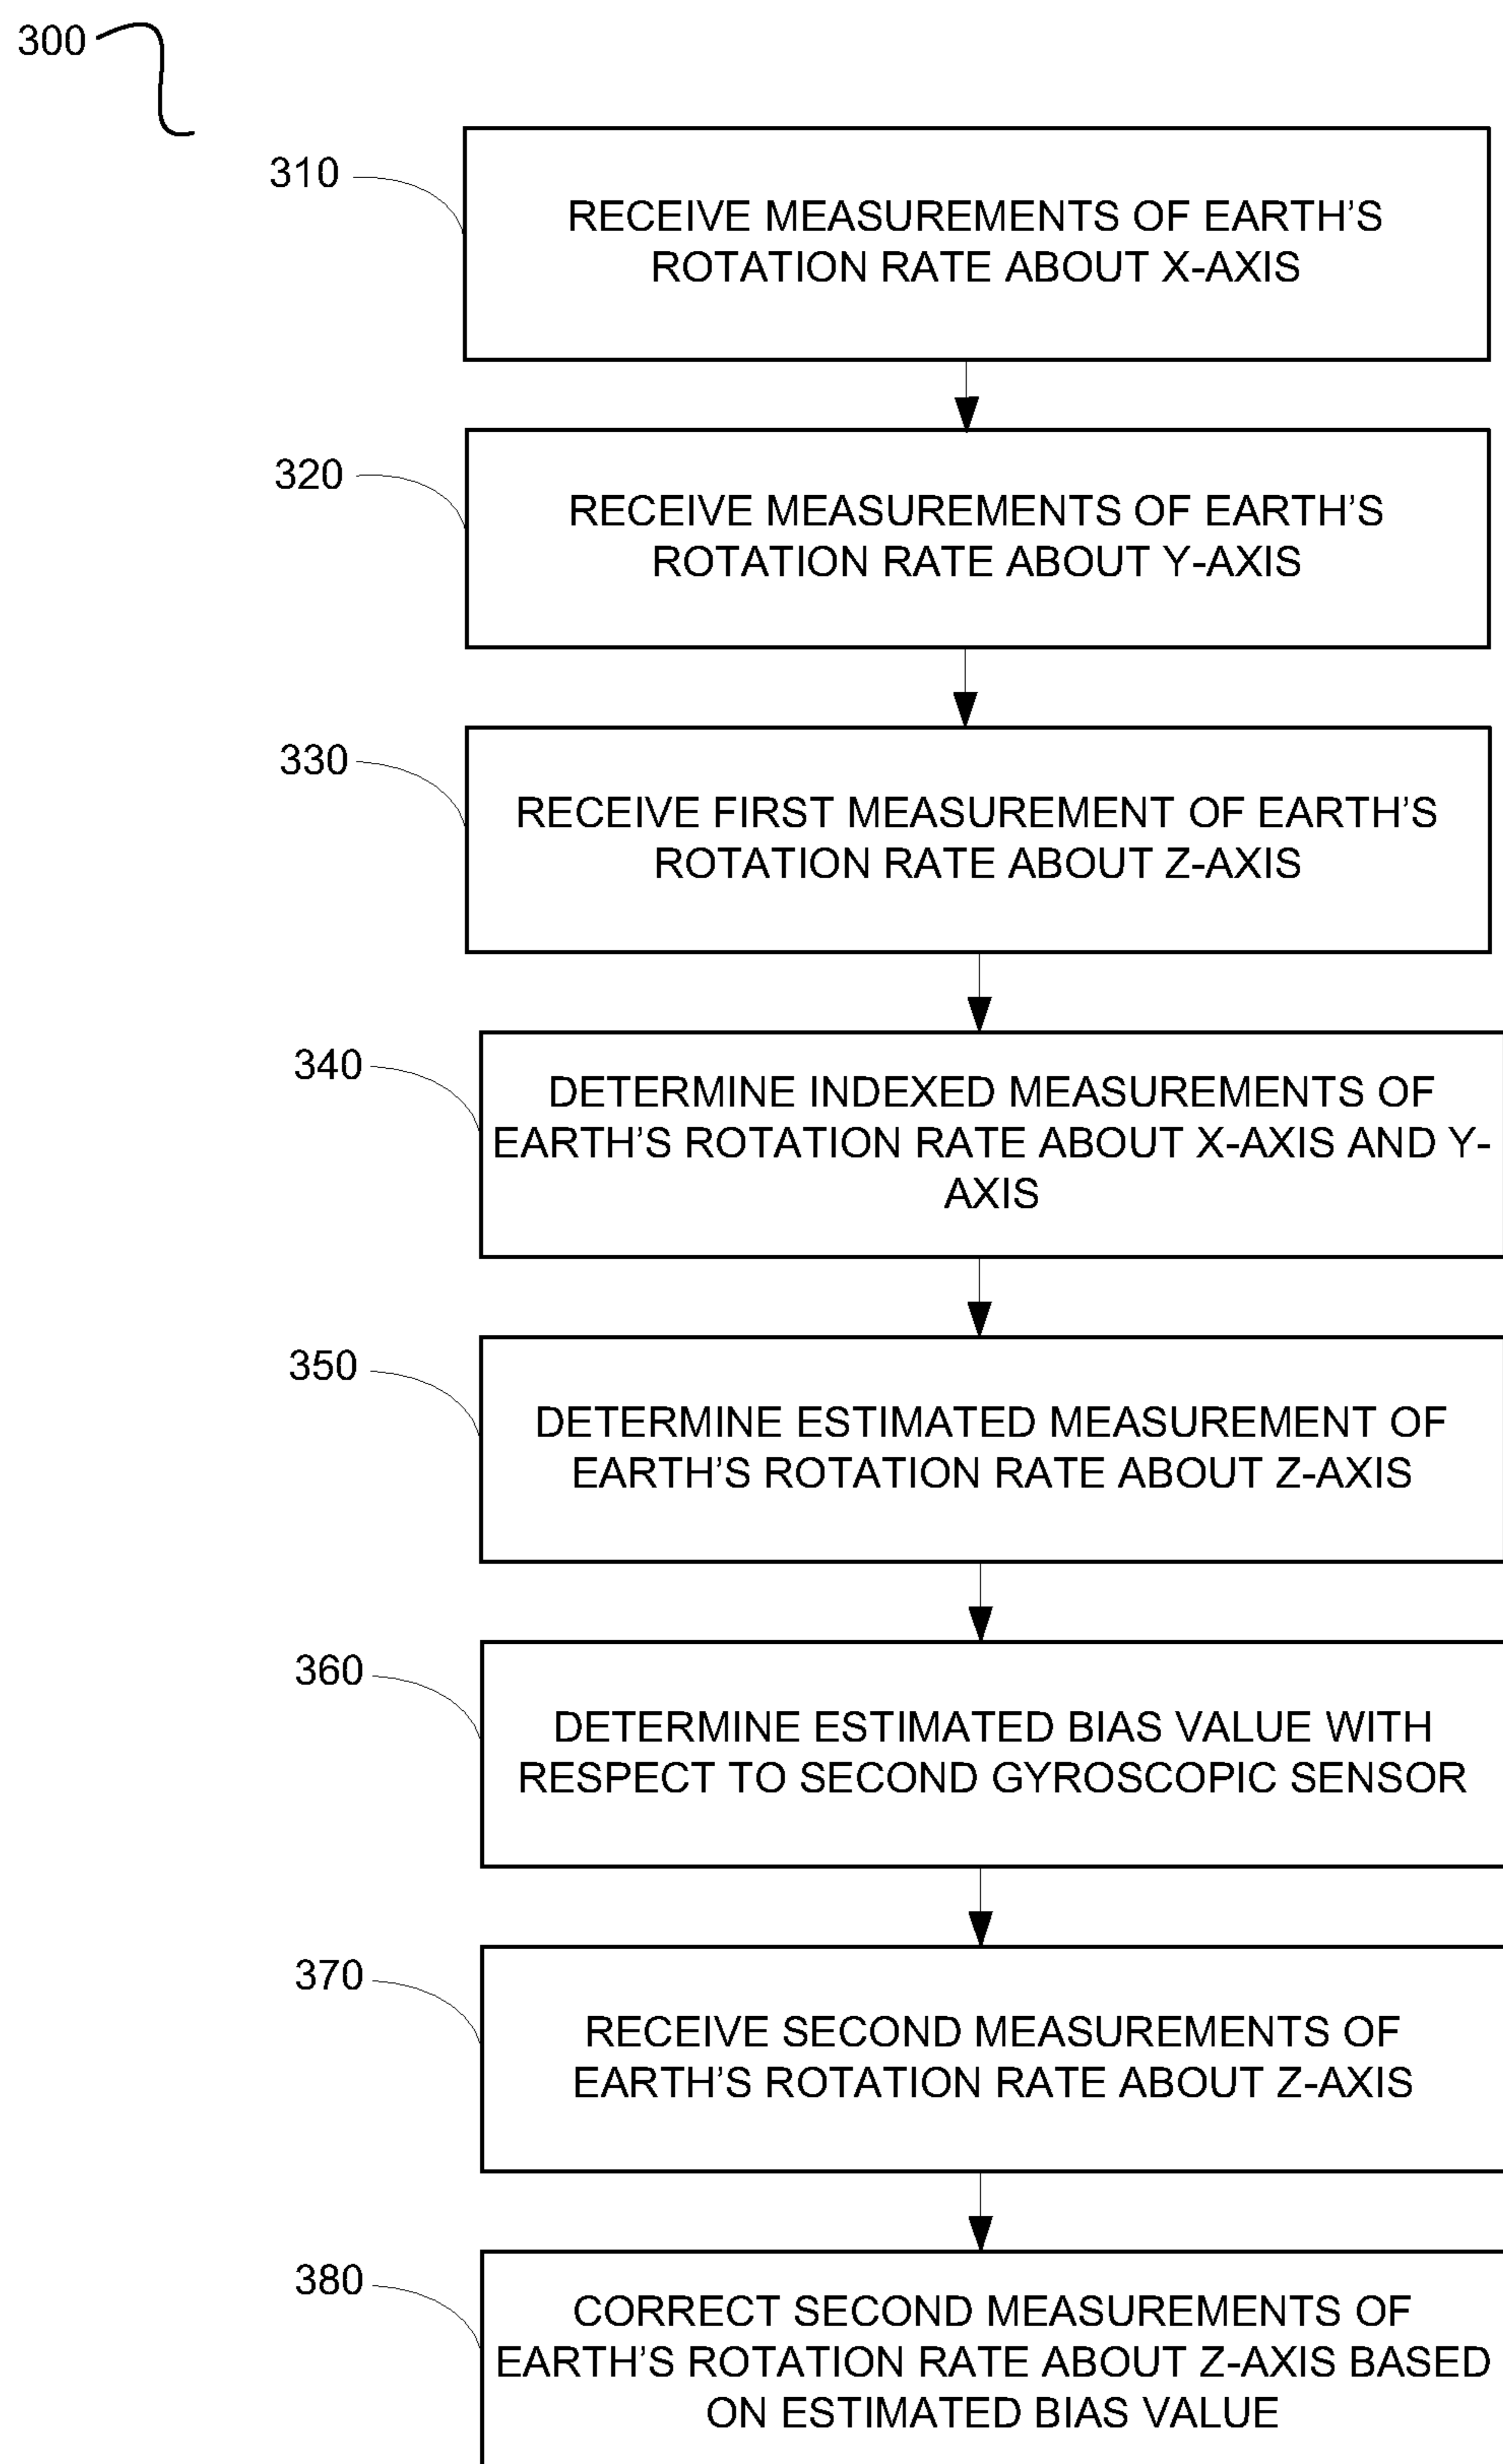 300
310
RECEIVE MEASUREMENTS OF EARTH'S
ROTATION RATE ABOUT X-AXIS
320
RECEIVE MEASUREMENTS OF EARTH'S
ROTATION RATE ABOUT Y-AXIS
330
RECEIVE FIRST MEASUREMENT OF EARTH'S
ROTATION RATE ABOUT Z-AXIS
340
DETERMINE INDEXED MEASUREMENTS OF
EARTH'S ROTATION RATE ABOUT X-AXIS AND Y-
AXIS
350
DETERMINE ESTIMATED MEASUREMENT OF
EARTH'S ROTATION RATE ABOUT Z-AXIS
360
DETERMINE ESTIMATED BIAS VALUE WITH
RESPECT TO SECOND GYROSCOPIC SENSOR
370
RECEIVE SECOND MEASUREMENTS OF
EARTH'S ROTATION RATE ABOUT Z-AXIS
380
CORRECT SECOND MEASUREMENTS OF
EARTH'S ROTATION RATE ABOUT Z-AXIS BASED
ON ESTIMATED BIAS VALUE